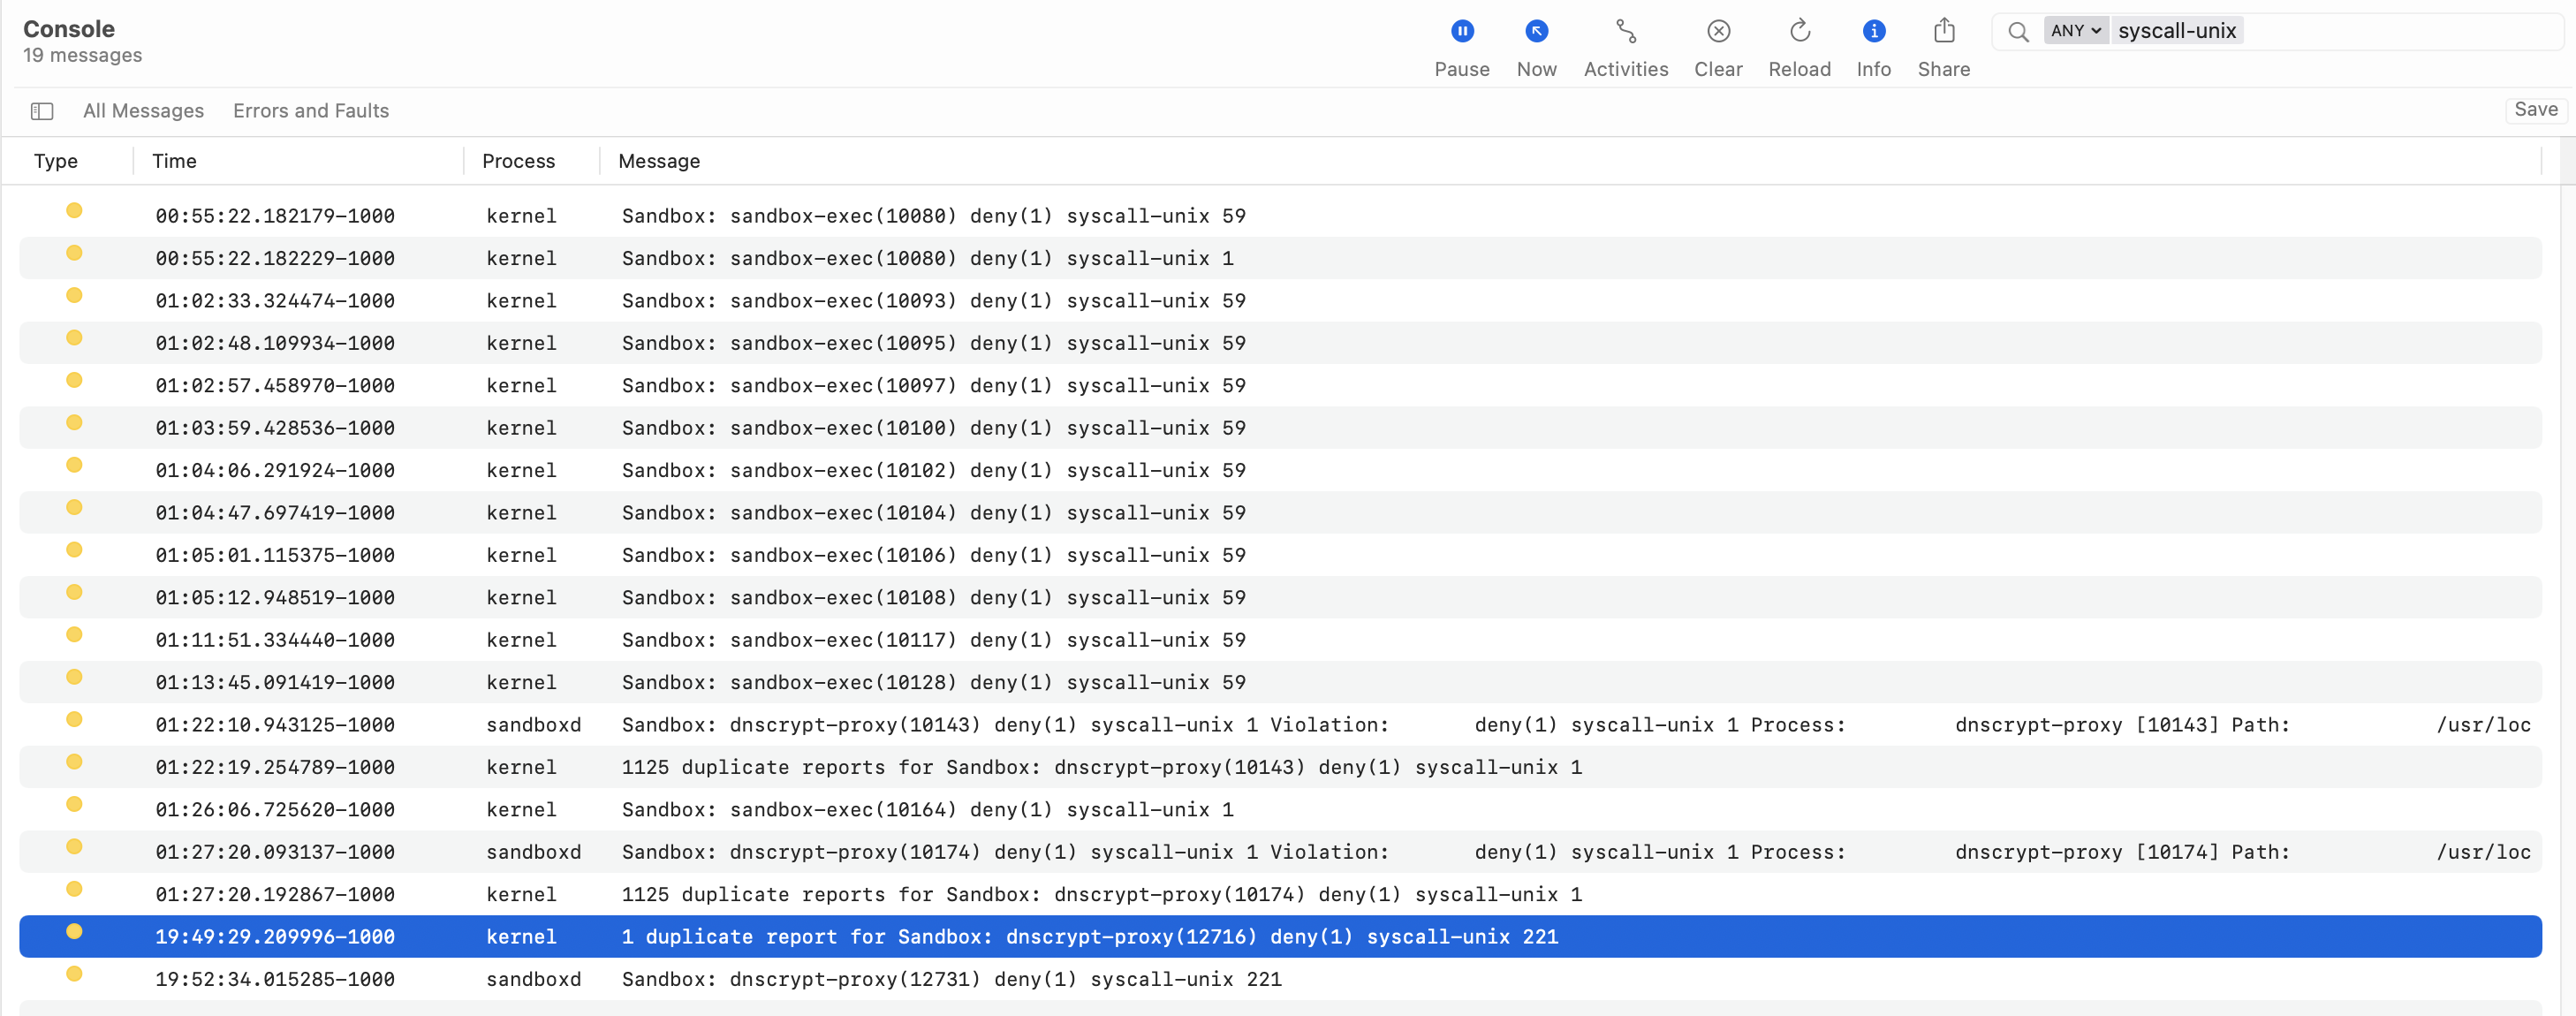 Console
19 messages
Pause Now Activities Clear Reload Info Share ANY syscall-unix
All Messages Errors and Faults Save
Type Time Process Message
00:55:22.182179-1000 kernel Sandbox: sandbox-exec(10080) deny(1) syscall-unix 59
00:55:22.182229-1000 kernel Sandbox: sandbox-exec(10080) deny(1) syscall-unix 1
01:02:33.324474-1000 kernel Sandbox: sandbox-exec(10093) deny(1) syscall-unix 59
01:02:48.109934-1000 kernel Sandbox: sandbox-exec(10095) deny(1) syscall-unix 59
01:02:57.458970-1000 kernel Sandbox: sandbox-exec(10097) deny(1) syscall-unix 59
01:03:59.428536-1000 kernel Sandbox: sandbox-exec(10100) deny(1) syscall-unix 59
01:04:06.291924-1000 kernel Sandbox: sandbox-exec(10102) deny(1) syscall-unix 59
01:04:47.697419-1000 kernel Sandbox: sandbox-exec(10104) deny(1) syscall-unix 59
01:05:01.115375-1000 kernel Sandbox: sandbox-exec(10106) deny(1) syscall-unix 59
01:05:12.948519-1000 kernel Sandbox: sandbox-exec(10108) deny(1) syscall-unix 59
01:11:51.334440-1000 kernel Sandbox: sandbox-exec(10117) deny(1) syscall-unix 59
01:13:45.091419-1000 kernel Sandbox: sandbox-exec(10128) deny(1) syscall-unix 59
01:22:10.943125-1000 sandboxd Sandbox: dnscrypt-proxy(10143) deny(1) syscall-unix 1 Violation: deny(1) syscall-unix 1 Process: dnscrypt-proxy [10143] Path: /usr/loc
01:22:19.254789-1000 kernel 1125 duplicate reports for Sandbox: dnscrypt-proxy(10143) deny(1) syscall-unix 1
01:26:06.725620-1000 kernel Sandbox: sandbox-exec(10164) deny(1) syscall-unix 1
01:27:20.093137-1000 sandboxd Sandbox: dnscrypt-proxy(10174) deny(1) syscall-unix 1 Violation: deny(1) syscall-unix 1 Process: dnscrypt-proxy [10174] Path: /usr/loc
01:27:20.192867-1000 kernel 1125 duplicate reports for Sandbox: dnscrypt-proxy(10174) deny(1) syscall-unix 1
19:49:29.209996-1000 kernel 1 duplicate report for Sandbox: dnscrypt-proxy(12716) deny(1) syscall-unix 221
19:52:34.015285-1000 sandboxd Sandbox: dnscrypt-proxy(12731) deny(1) syscall-unix 221